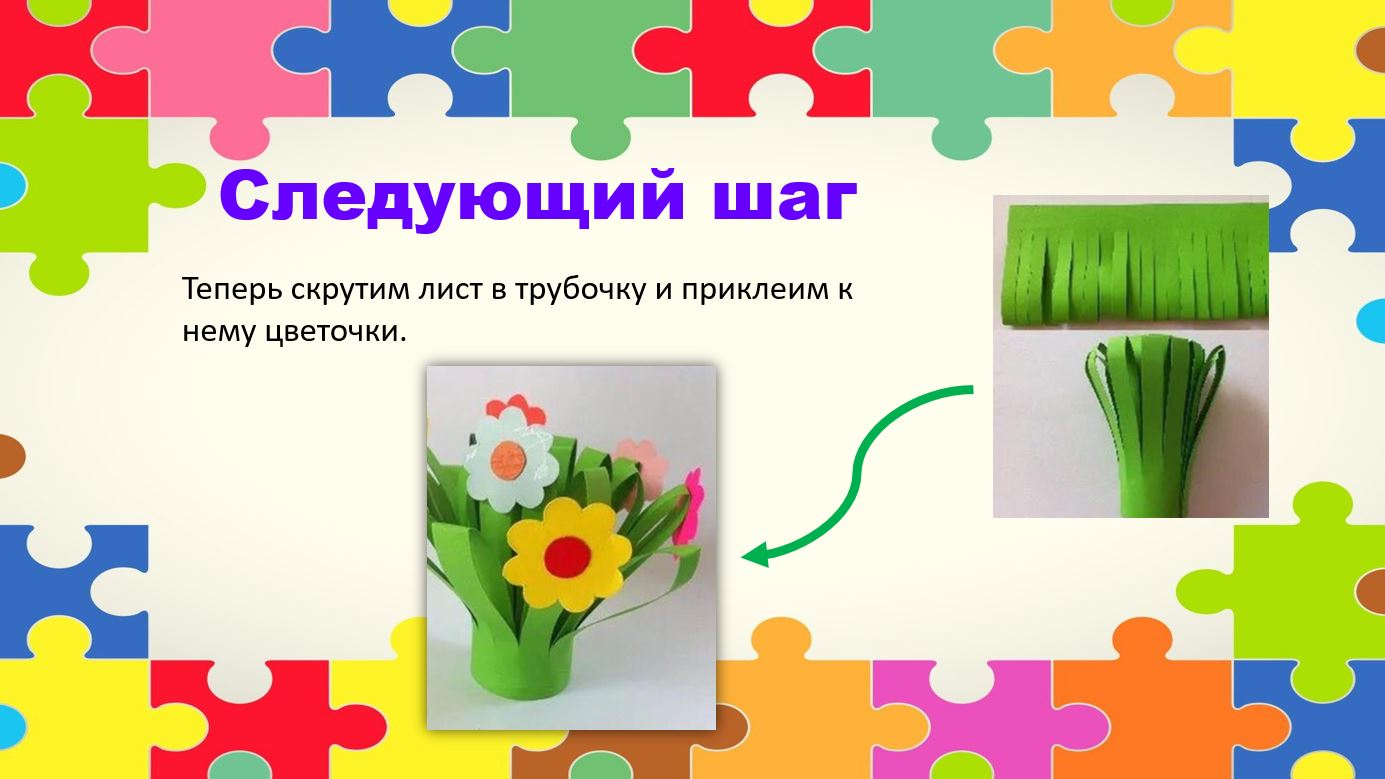 Следующий шаг
Теперь скрутим лист в трубочку и приклеим к
нему цветочки.